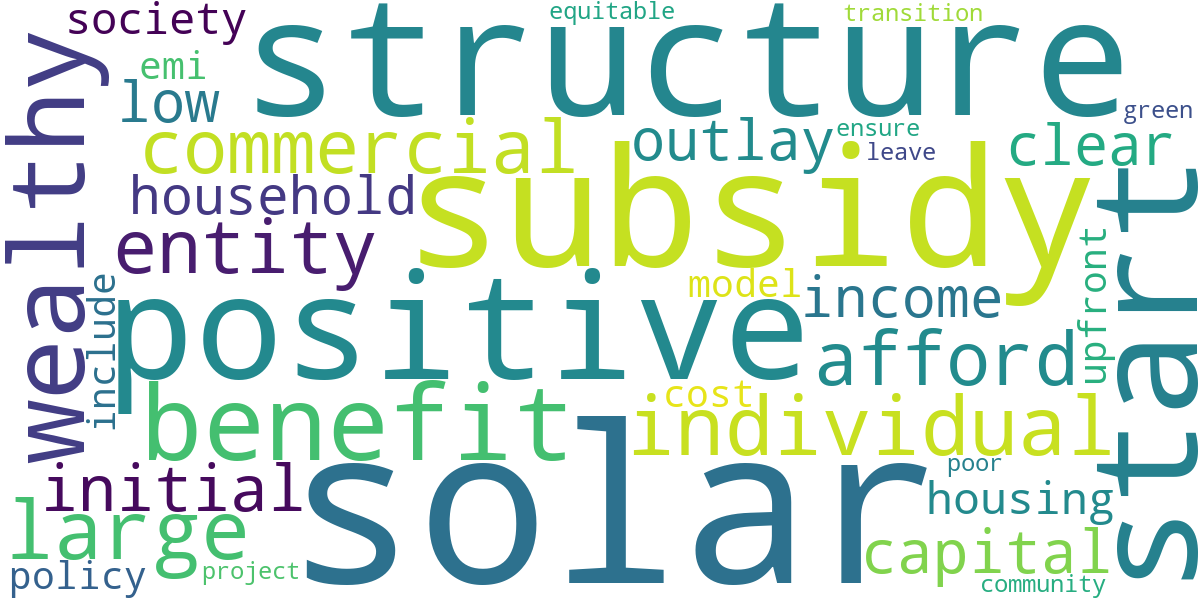 society
equitable
transition
structure
emi
low
wealthy
green
commercial
outlay
ensure
leave
clear
household
subsidy
entity
start
include
positive
model
income
upfront
afford
benefit
cost
individual
initial
solar
poor
housing
large
capital
policy
project
community